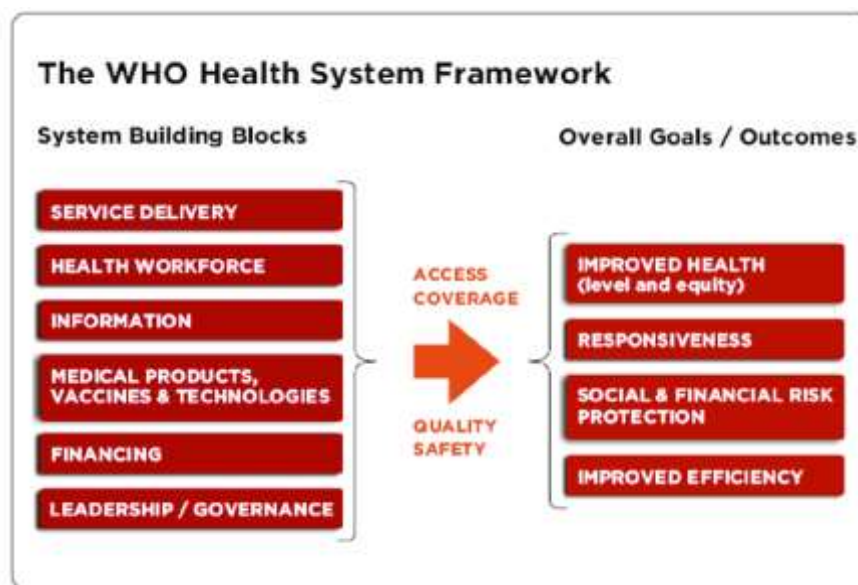 The WHO Health System Framework
System Building Blocks
SERVICE DELIVERY
HEALTH WORKFORCE
INFORMATION
MEDICAL PRODUCTS,
VACCINES & TECHNOLOGIES
FINANCING
LEADERSHIP / GOVERNANCE
ACCESS
COVERAGE
QUALITY
SAFETY
Overall Goals / Outcomes
IMPROVED HEALTH
(level and equity)
RESPONSIVENESS
SOCIAL & FINANCIAL RISK
PROTECTION
IMPROVED EFFICIENCY